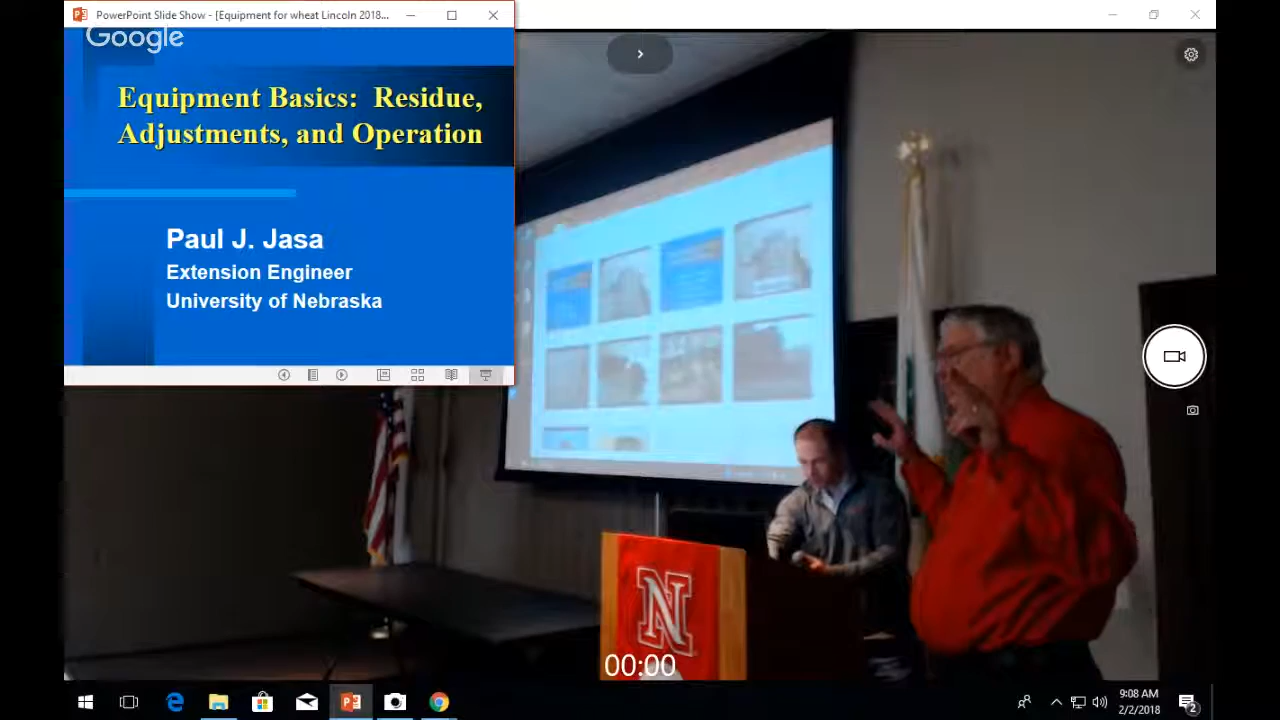 PowerPoint Slide Show - [Equipment for wheat Lincoln 2018...
Google
Equipment Basics: Residue,
Adjustments, and Operation
Paul J. Jasa
Extension Engineer
University of Nebraska
N
00:00
9:08 AM
2/2/2018
2